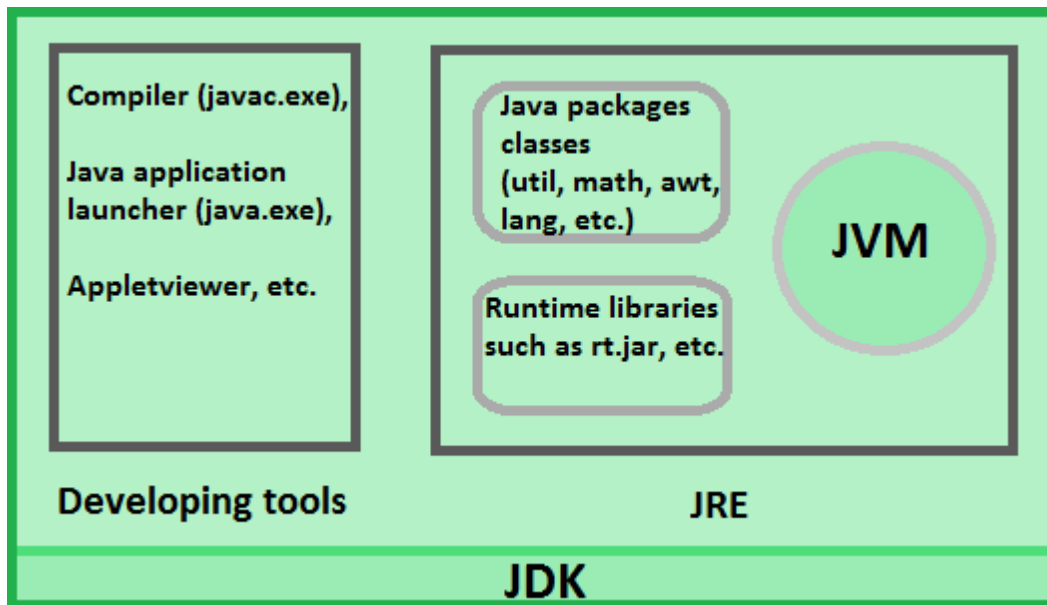 Compiler (javac.exe),
Java application
launcher (java.exe),
Appletviewer, etc.
Developing tools
Java packages
classes
(util, math, awt,
lang, etc.)
Runtime libraries
such as rt.jar, etc.
JVM
JRE
JDK